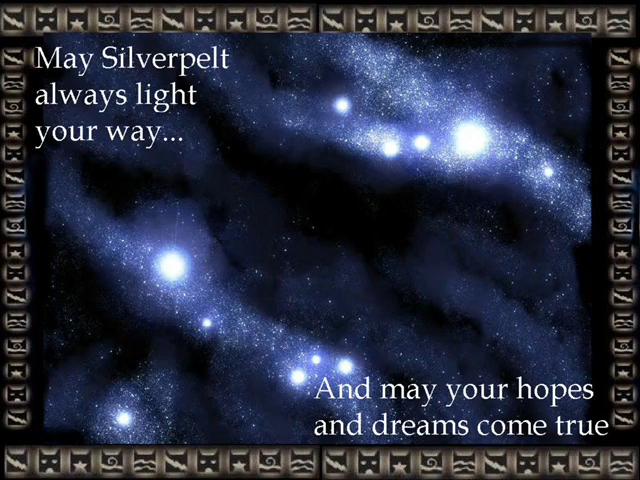 May Silverpelt
always light
your way...
And may your hopes
and dreams come true